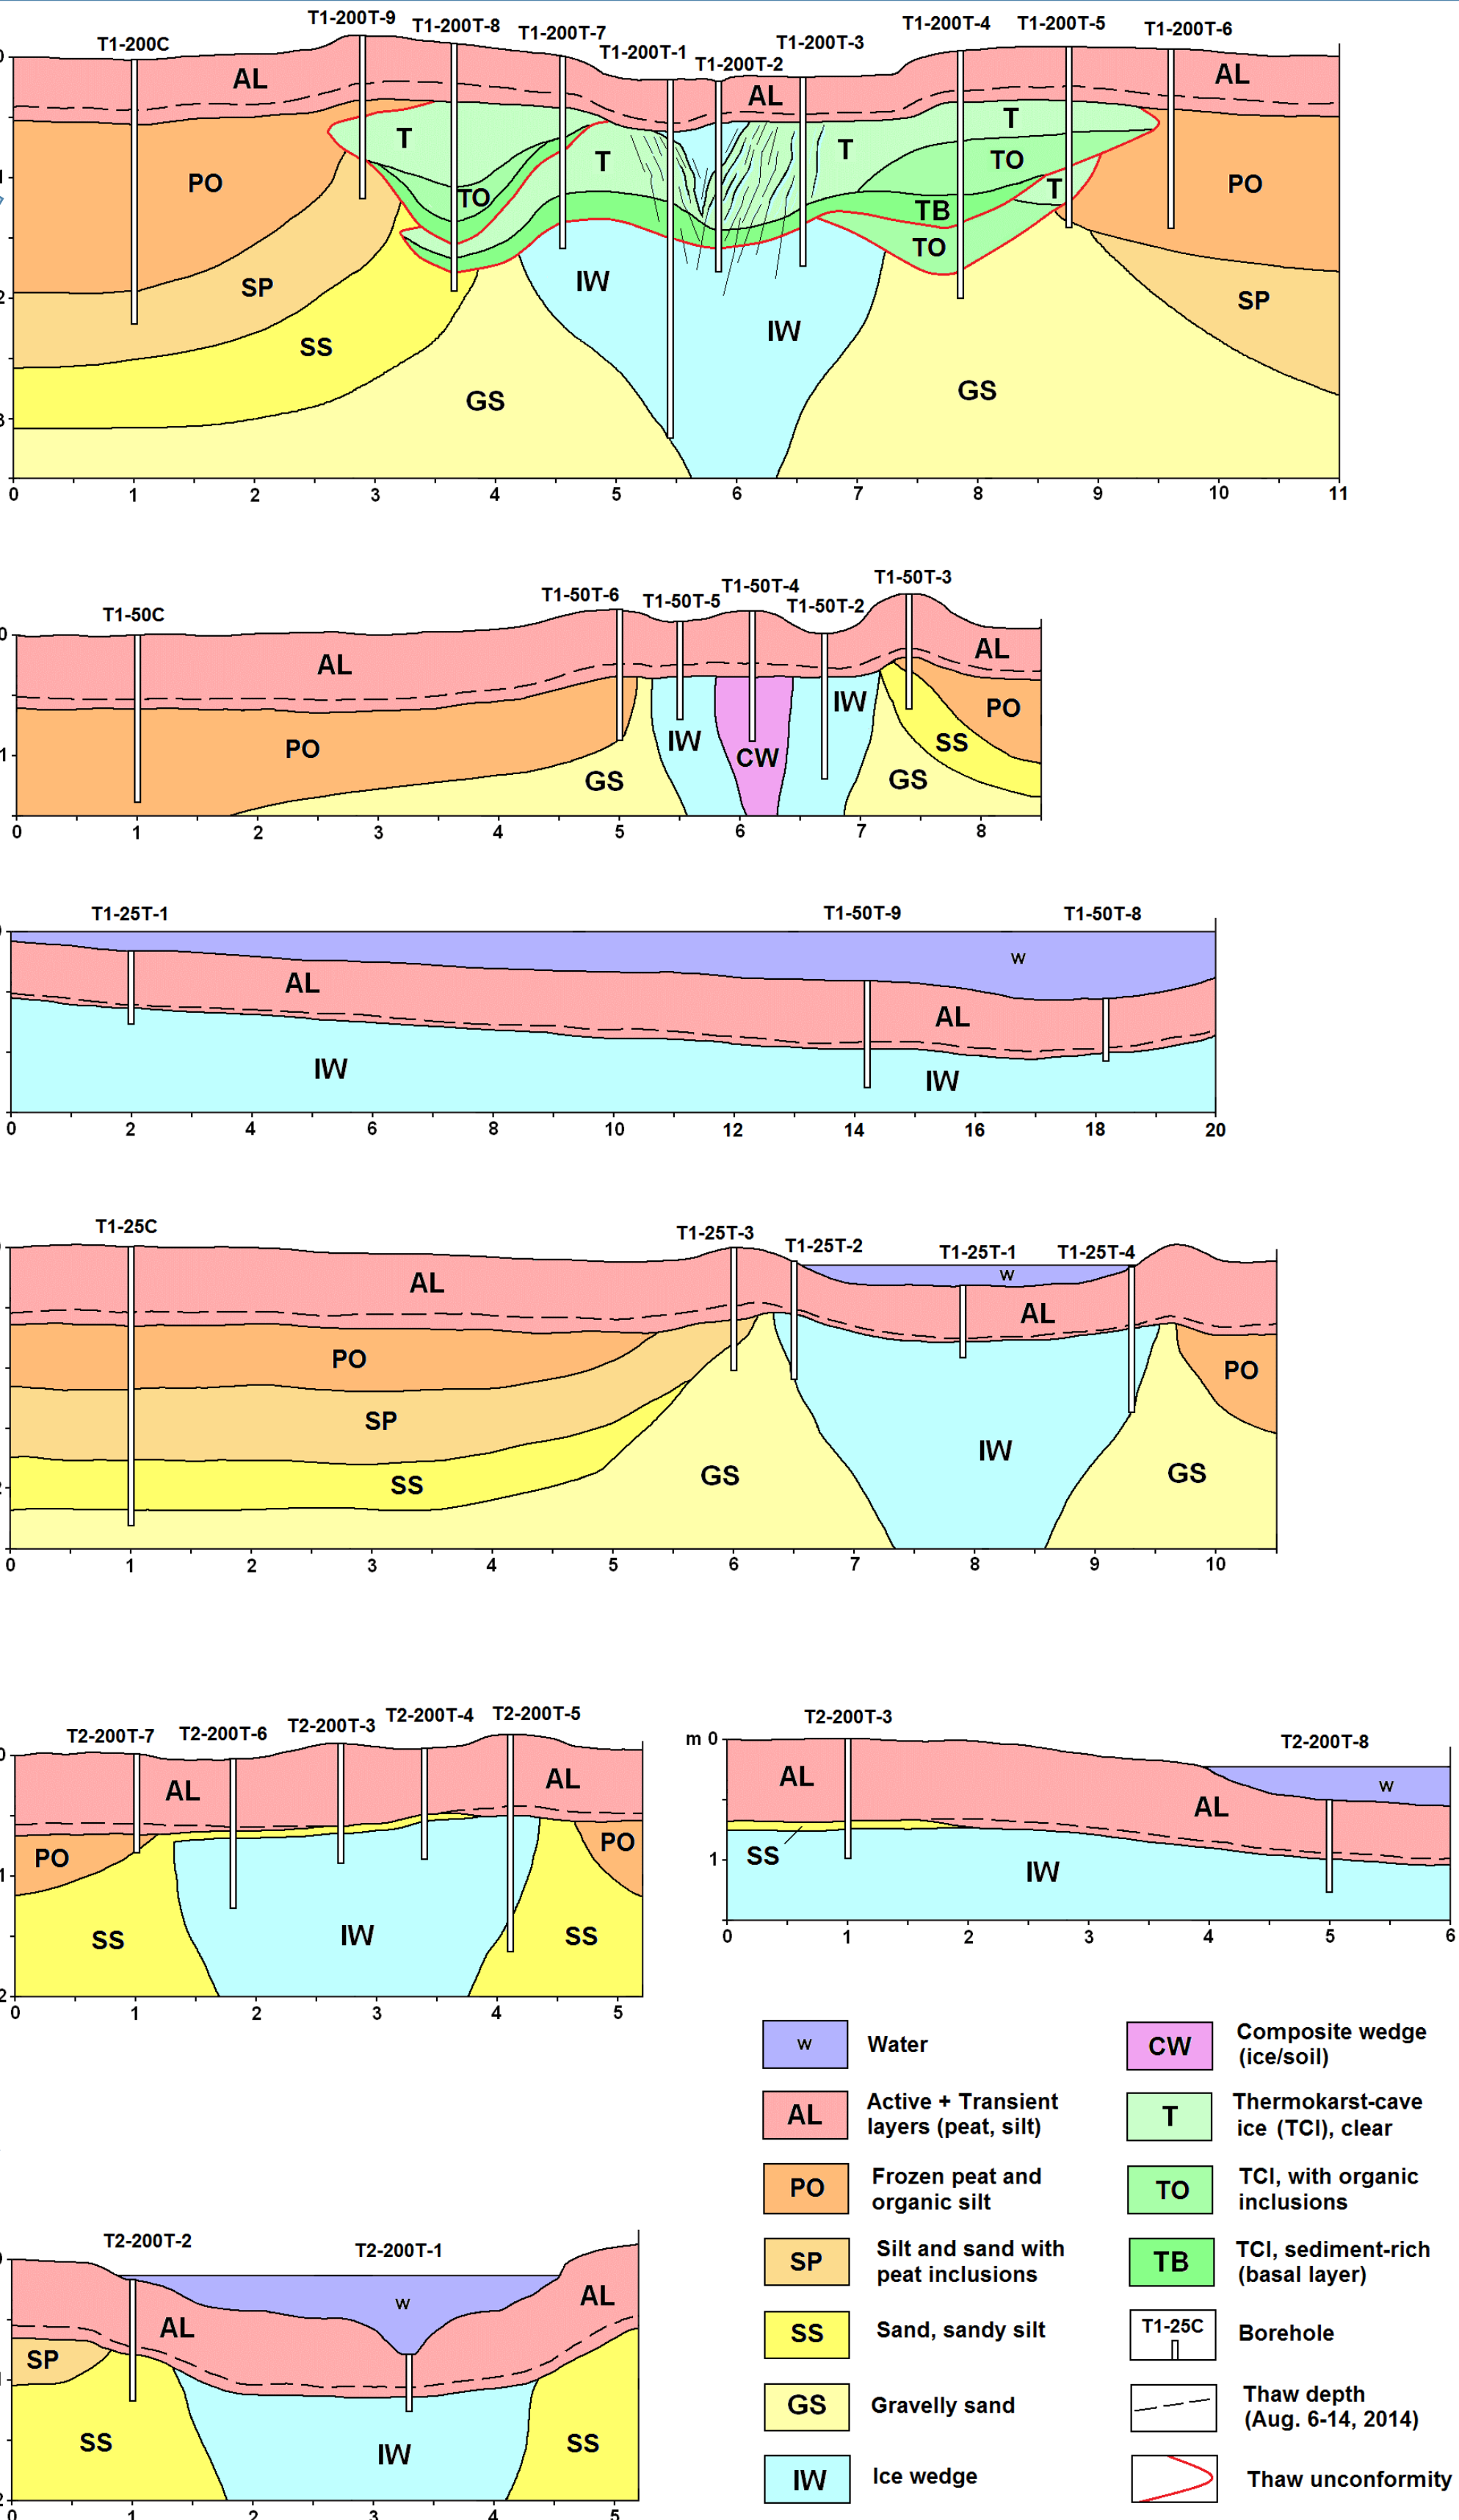 T1-200C
T1-200T-9
T1-200T-8
T1-200T-7
T1-200T-1
T1-200T-2
T1-200T-3
T1-200T-4
T1-200T-5
T1-200T-6
AL
AL
AL
T
T
T
T
TO
T
TO
TB
TO
PO
PO
SP
IW
IW
SP
SS
GS
GS
0 1 2 3 4 5 6 7 8 9 10 11
T1-50C
T1-50T-6
T1-50T-5
T1-50T-4
T1-50T-2
T1-50T-3
AL
AL
PO
IW
CW
IW
PO
SS
GS
GS
1
0 1 2 3 4 5 6 7 8
T1-25T-1
T1-50T-9
T1-50T-8
W
AL
AL
IW
IW
0 2 4 6 8 10 12 14 16 18 20
T1-25C
T1-25T-3
T1-25T-2
T1-25T-1
T1-25T-4
W
AL
AL
PO
PO
SP
IW
SS
GS
GS
0 1 2 3 4 5 6 7 8 9 10
T2-200T-7
T2-200T-6
T2-200T-3
T2-200T-4
T2-200T-5
AL
AL
PO
PO
SS
IW
SS
1
2
0 1 2 3 4 5
T2-200T-3
T2-200T-8
m 0
AL
W
AL
SS
1
IW
0 1 2 3 4 5 6
T2-200T-2
T2-200T-1
W
AL
AL
SP
SS
IW
SS
0 1 2 3 4 5
W
Water
AL
Active + Transient
layers (peat, silt)
PO
Frozen peat and
organic silt
SP
Silt and sand with
peat inclusions
SS
Sand, sandy silt
GS
Gravelly sand
IW
Ice wedge
CW
Composite wedge
(ice/soil)
T
Thermokarst-cave
ice (TCI), clear
TO
TCI, with organic
inclusions
TB
TCI, sediment-rich
(basal layer)
T1-25C
Borehole
Thaw depth
(Aug. 6-14, 2014)
Thaw unconformity